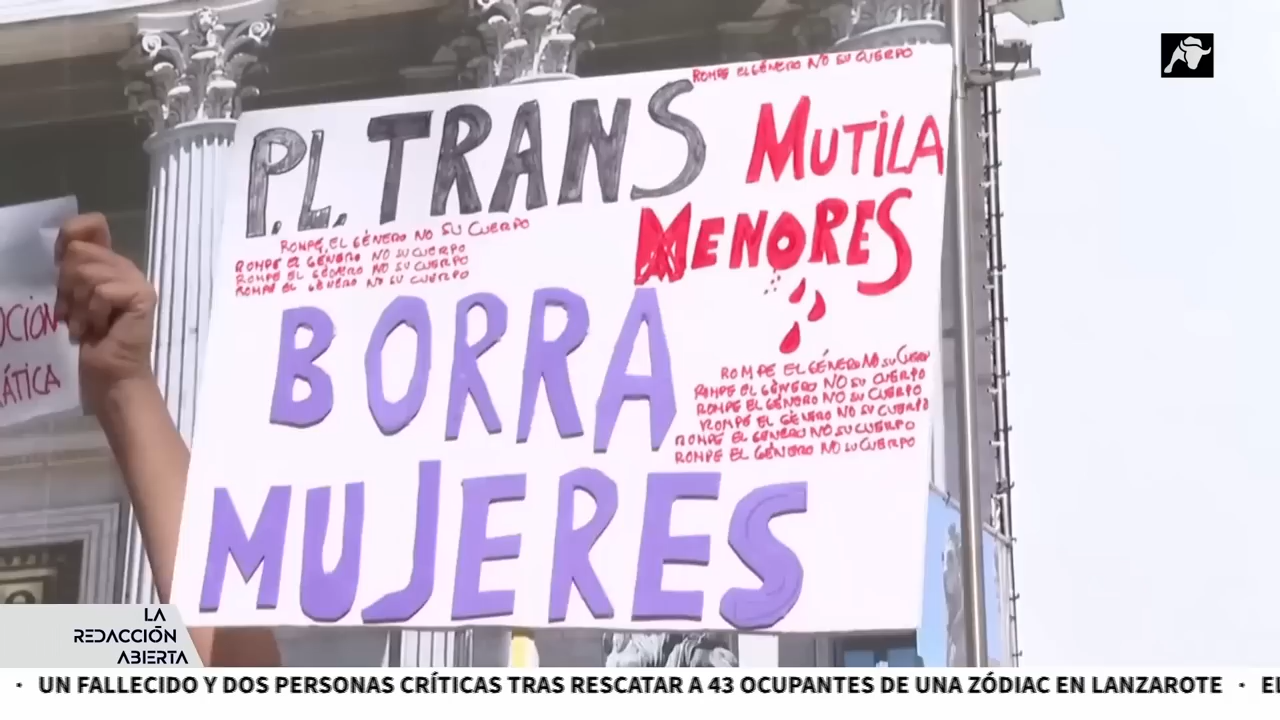 ROMPE EL GÉNERO NO SU CUERPO
P.L. TRANS
MUTILA
MENORES
ROMPE EL GÉNERO NO SU CUERPO
ROMPE EL GÉNERO NO SU CUERPO
ROMPE EL GÉNERO NO SU CUERPO
ROMPE EL GÉNERO NO SU CUERPO
BORRA
ROMPE EL GÉNERO NO SU CUERPO
ROMPE EL GÉNERO NO SU CUERPO
ROMPE EL GÉNERO NO SU CUERPO
ROMPE EL GÉNERO NO SU CUERPO
ROMPE EL GÉNERO NO SU CUERPO
ROMPE EL GÉNERO NO SU CUERPO
MUJERES
OCIÓN
ÁTICA
LA
REDACCIÓN
ABIERTA
· UN FALLECIDO Y DOS PERSONAS CRÍTICAS TRAS RESCATAR A 43 OCUPANTES DE UNA ZÓDIAC EN LANZAROTE · EL